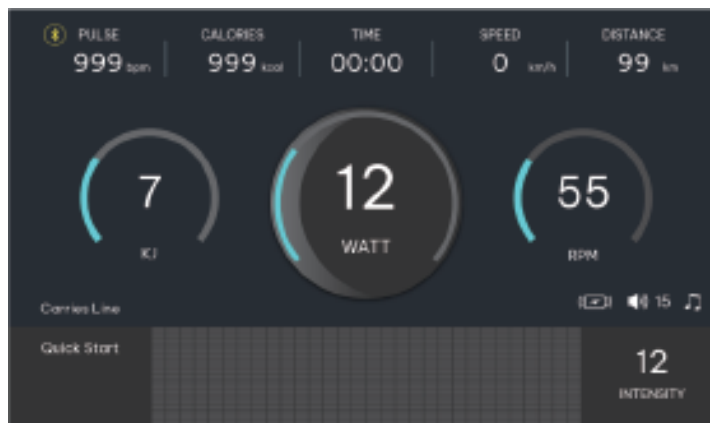 PULSE
999 bpm
CALORIES
999 kcal
TIME
00:00
SPEED
0 km/h
DISTANCE
99 km
7
KJ
12
WATT
55
RPM
Carries Line
15
Quick Start
12
INTENSITY